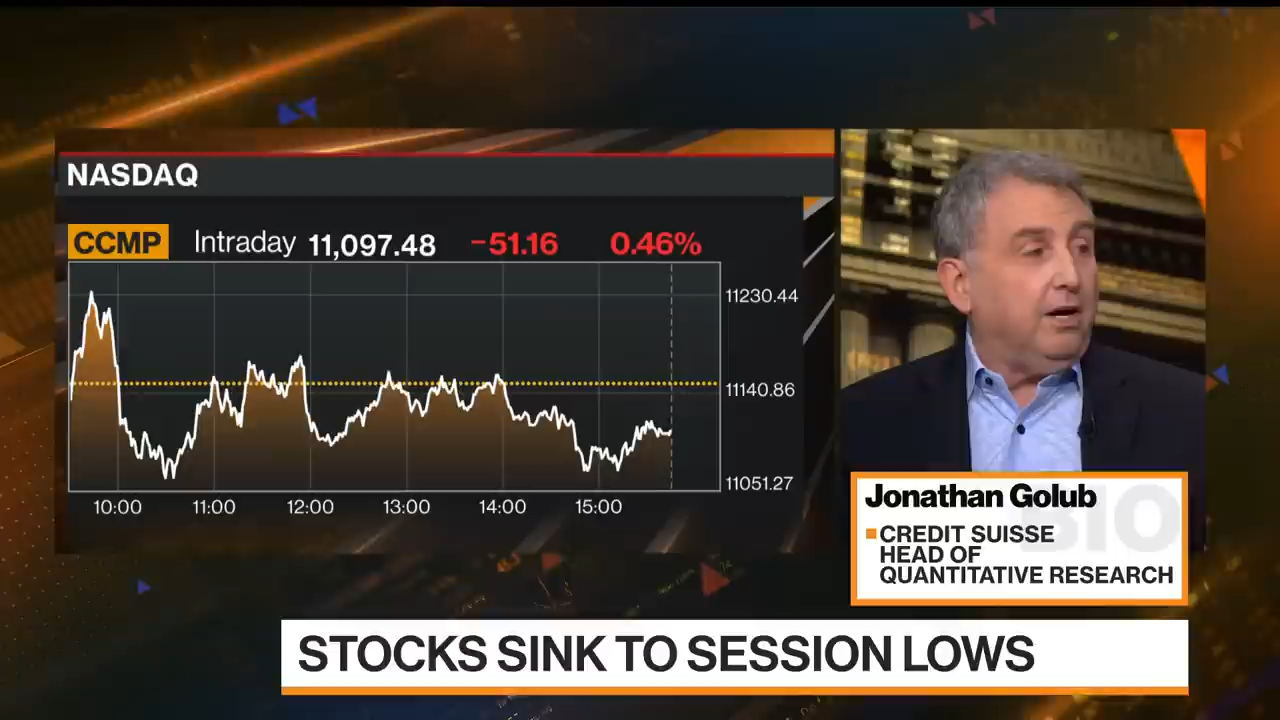 NASDAQ
CCMP Intraday 11,097.48 −51.16 0.46%
11230.44
11140.86
11051.27
10:00 11:00 12:00 13:00 14:00 15:00
Jonathan Golub
BIO
CREDIT SUISSE
HEAD OF
QUANTITATIVE RESEARCH
STOCKS SINK TO SESSION LOWS